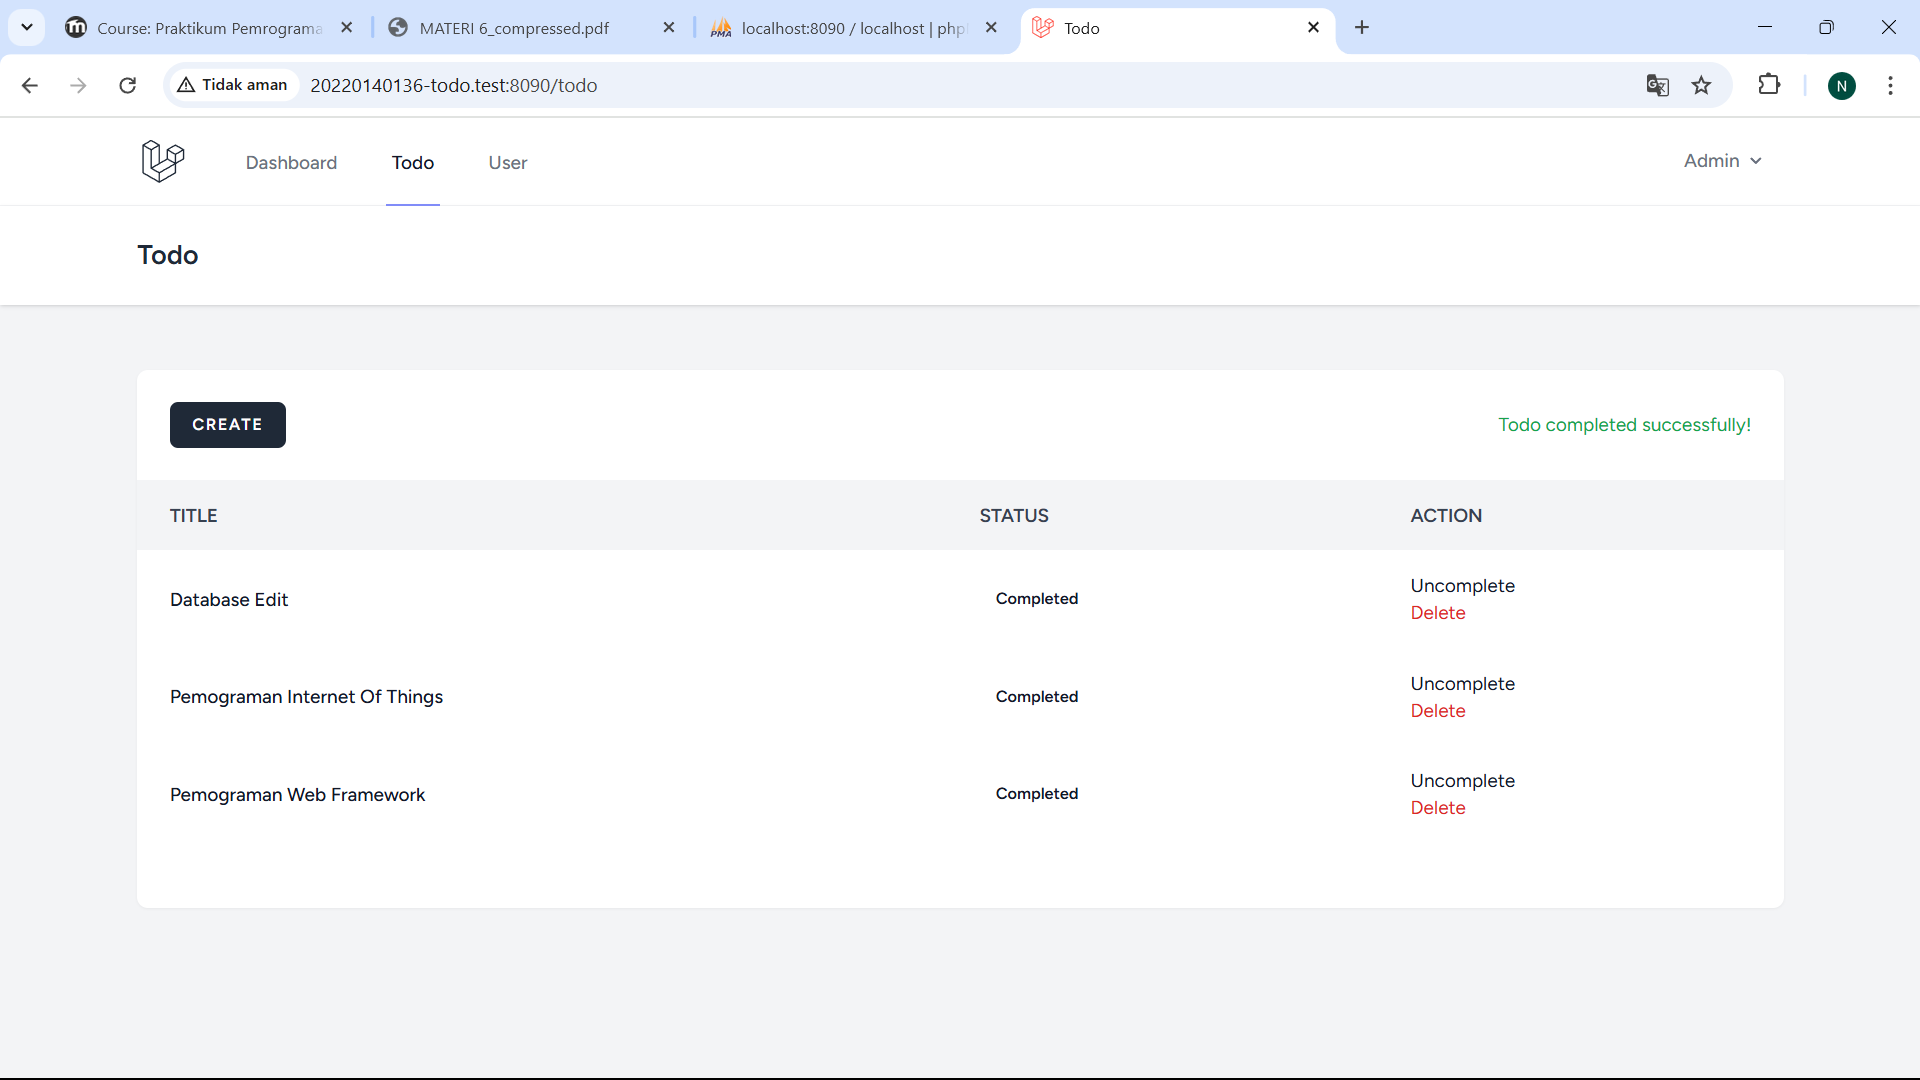 Course: Praktikum Pemrograma
MATERI 6_compressed.pdf
localhost:8090 / localhost | php
Todo
Tidak aman
20220140136-todo.test:8090/todo
N
Dashboard
Todo
User
Admin
Todo
CREATE
Todo completed successfully!
TITLE STATUS ACTION
Database Edit Completed Uncomplete
Delete
Pemograman Internet Of Things Completed Uncomplete
Delete
Pemograman Web Framework Completed Uncomplete
Delete